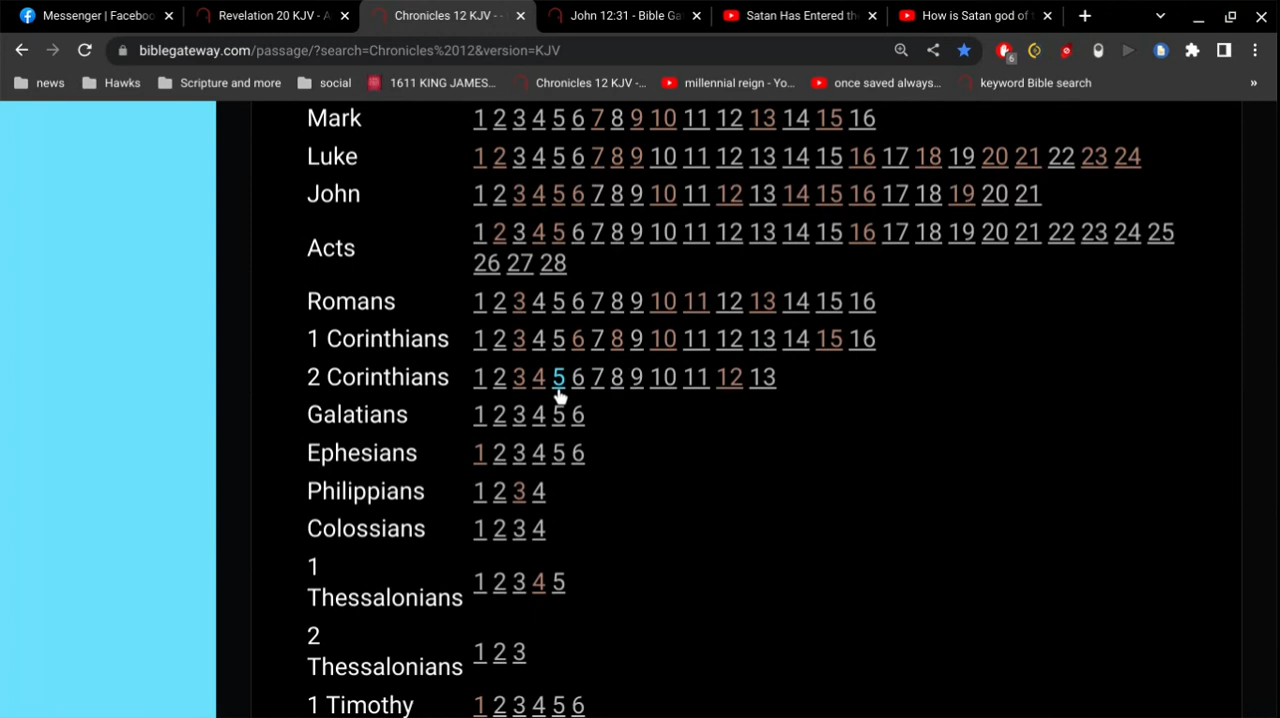 Messenger | Faceboo
Revelation 20 KJV - A
Chronicles 12 KJV - 
John 12:31 - Bible Ga
Satan Has Entered the
How is Satan god of t
biblegateway.com/passage/?search=Chronicles%2012&version=KJV
6
news
Hawks
Scripture and more
social
1611 KING JAMES...
Chronicles 12 KJV -...
millennial reign - Yo...
once saved always...
keyword Bible search
»
Mark 1 2 3 4 5 6 7 8 9 10 11 12 13 14 15 16
Luke 1 2 3 4 5 6 7 8 9 10 11 12 13 14 15 16 17 18 19 20 21 22 23 24
John 1 2 3 4 5 6 7 8 9 10 11 12 13 14 15 16 17 18 19 20 21
Acts 1 2 3 4 5 6 7 8 9 10 11 12 13 14 15 16 17 18 19 20 21 22 23 24 25
26 27 28
Romans 1 2 3 4 5 6 7 8 9 10 11 12 13 14 15 16
1 Corinthians 1 2 3 4 5 6 7 8 9 10 11 12 13 14 15 16
2 Corinthians 1 2 3 4 5 6 7 8 9 10 11 12 13
Galatians 1 2 3 4 5 6
Ephesians 1 2 3 4 5 6
Philippians 1 2 3 4
Colossians 1 2 3 4
1
Thessalonians 1 2 3 4 5
2
Thessalonians 1 2 3
1 Timothy 1 2 3 4 5 6